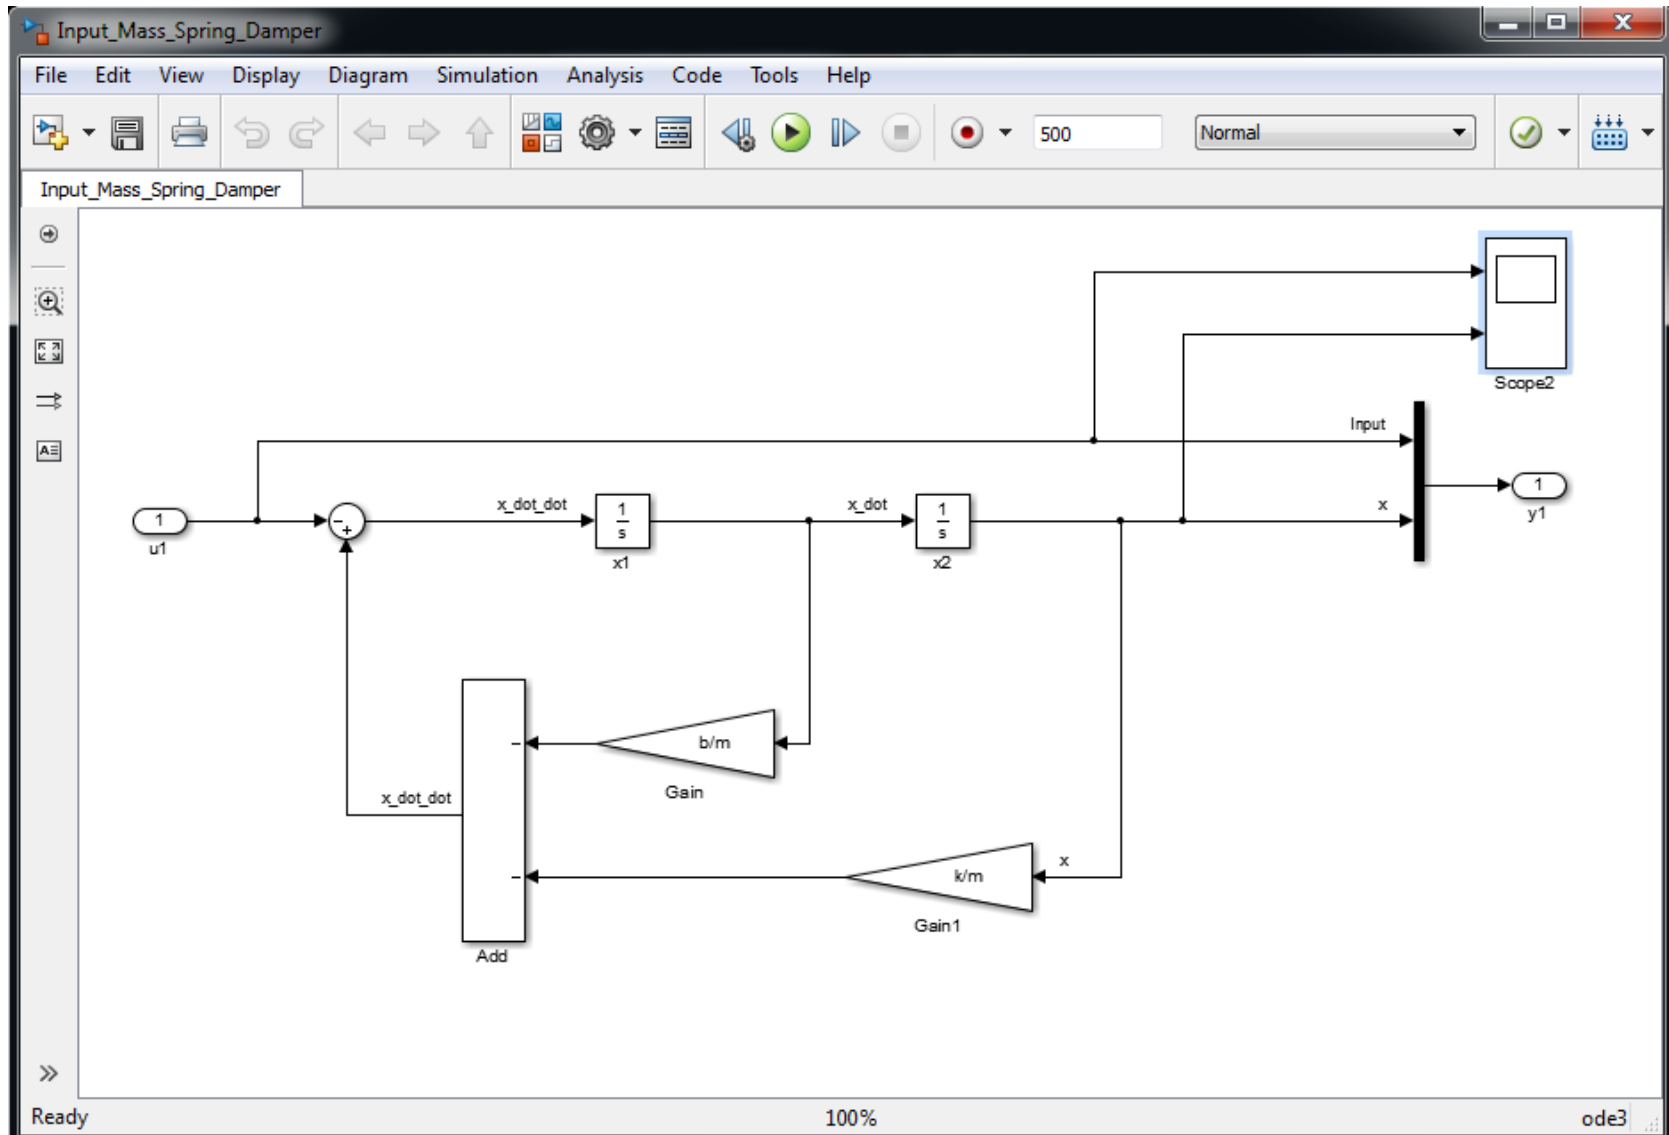 Input_Mass_Spring_Damper
File Edit View Display Diagram Simulation Analysis Code Tools Help
500 Normal
Input_Mass_Spring_Damper
Scope2
Input
1
u1
- +
x_dot_dot
1
s
x1
x_dot
1
s
x2
x
1
y1
-
b/m
Gain
x_dot_dot
-
k/m
x
Gain1
Add
Ready 100% ode3